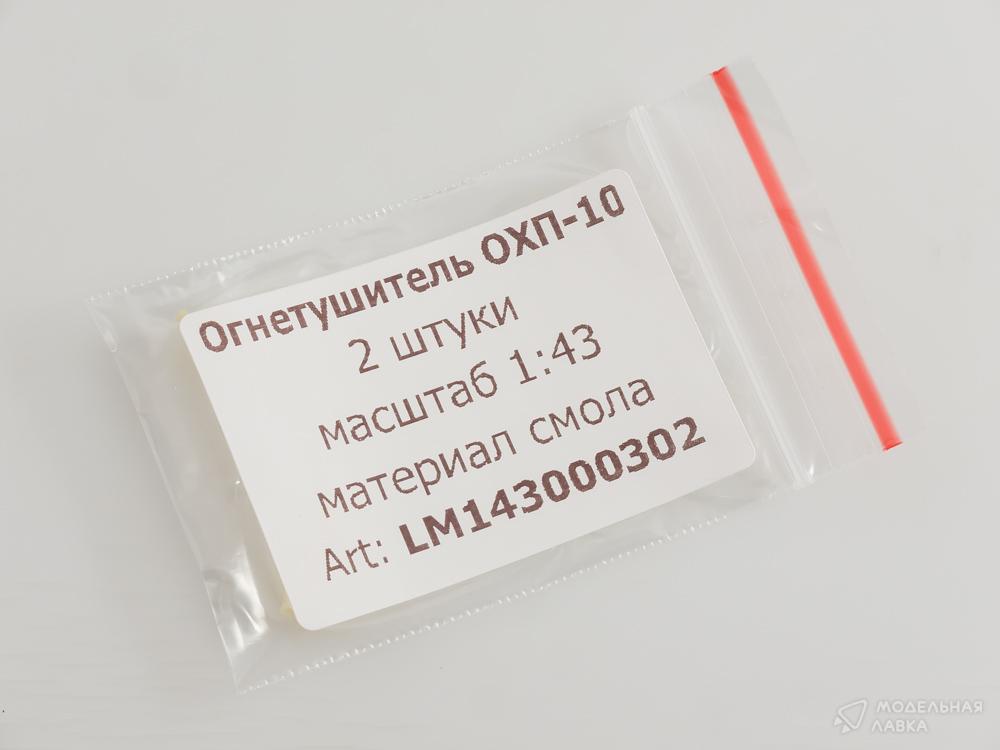 Огнетушитель ОХП-10
2 штуки
масштаб 1:43
материал смола
Art: LM143000302
МОДЕЛЬНАЯ
ЛАВКА